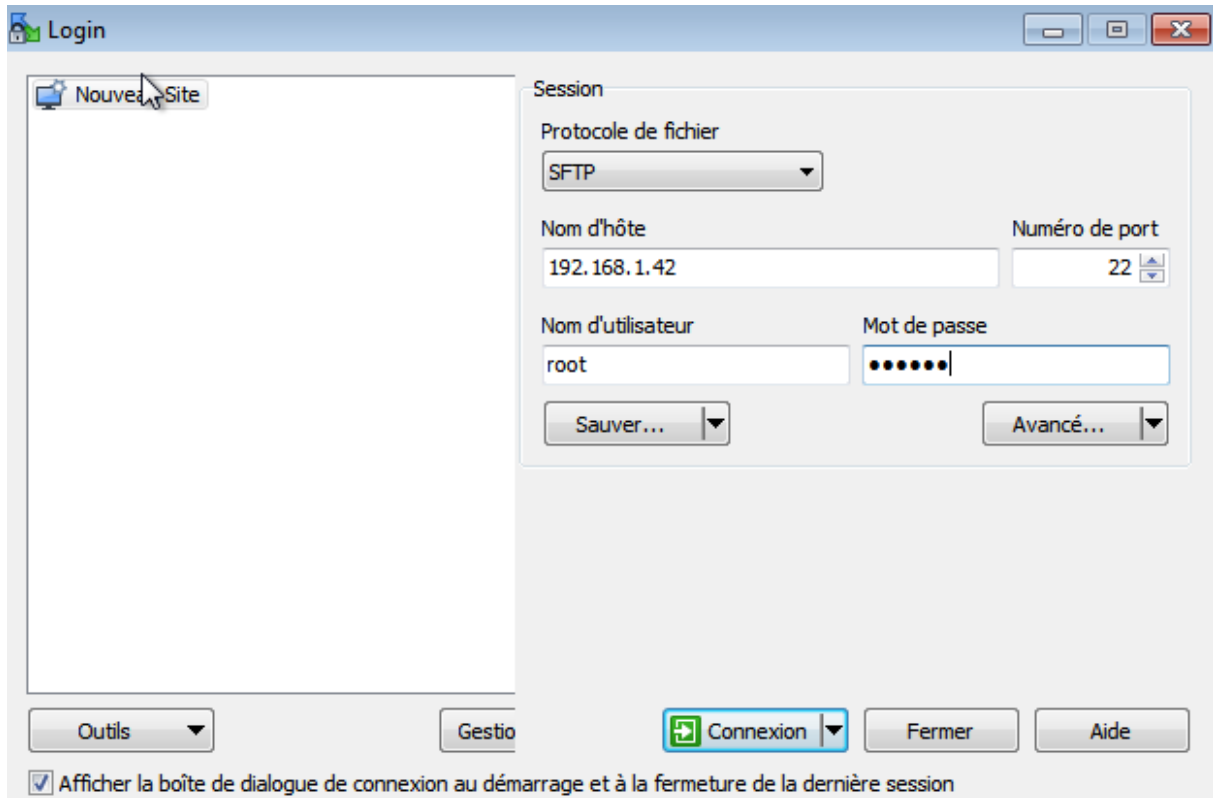 Login
Nouveau Site
Session
Protocole de fichier
SFTP
Nom d'hôte
Numéro de port
192.168.1.42
22
Nom d'utilisateur
Mot de passe
root
••••••
Sauver...
Avancé...
Outils
Gestio
Connexion
Fermer
Aide
Afficher la boîte de dialogue de connexion au démarrage et à la fermeture de la dernière session